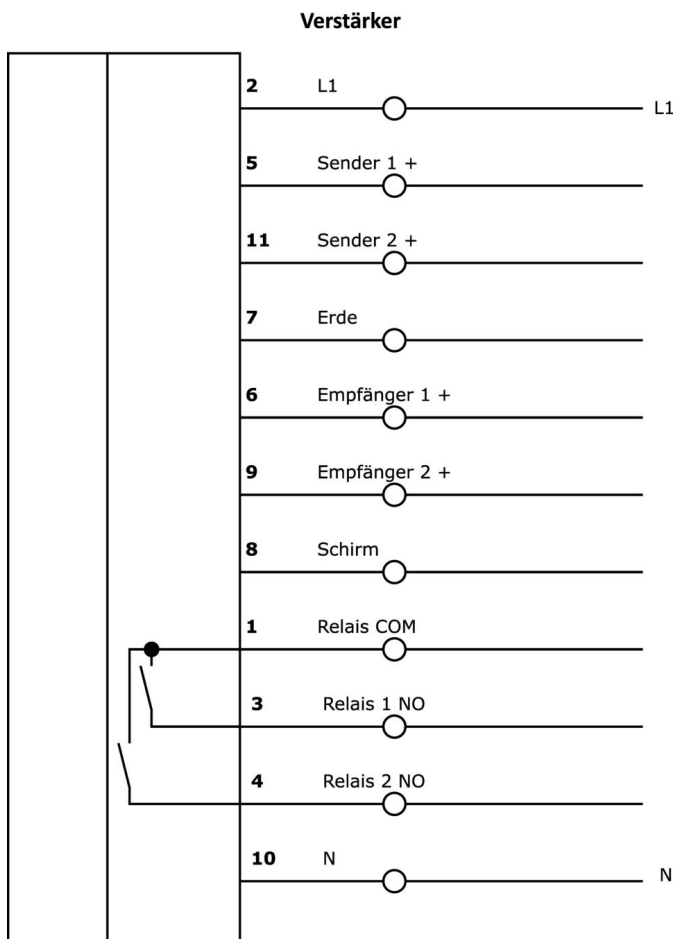 Verstärker
2 L1
L1
5 Sender 1 +
11 Sender 2 +
7 Erde
6 Empfänger 1 +
9 Empfänger 2 +
8 Schirm
1 Relais COM
3 Relais 1 NO
4 Relais 2 NO
10 N
N